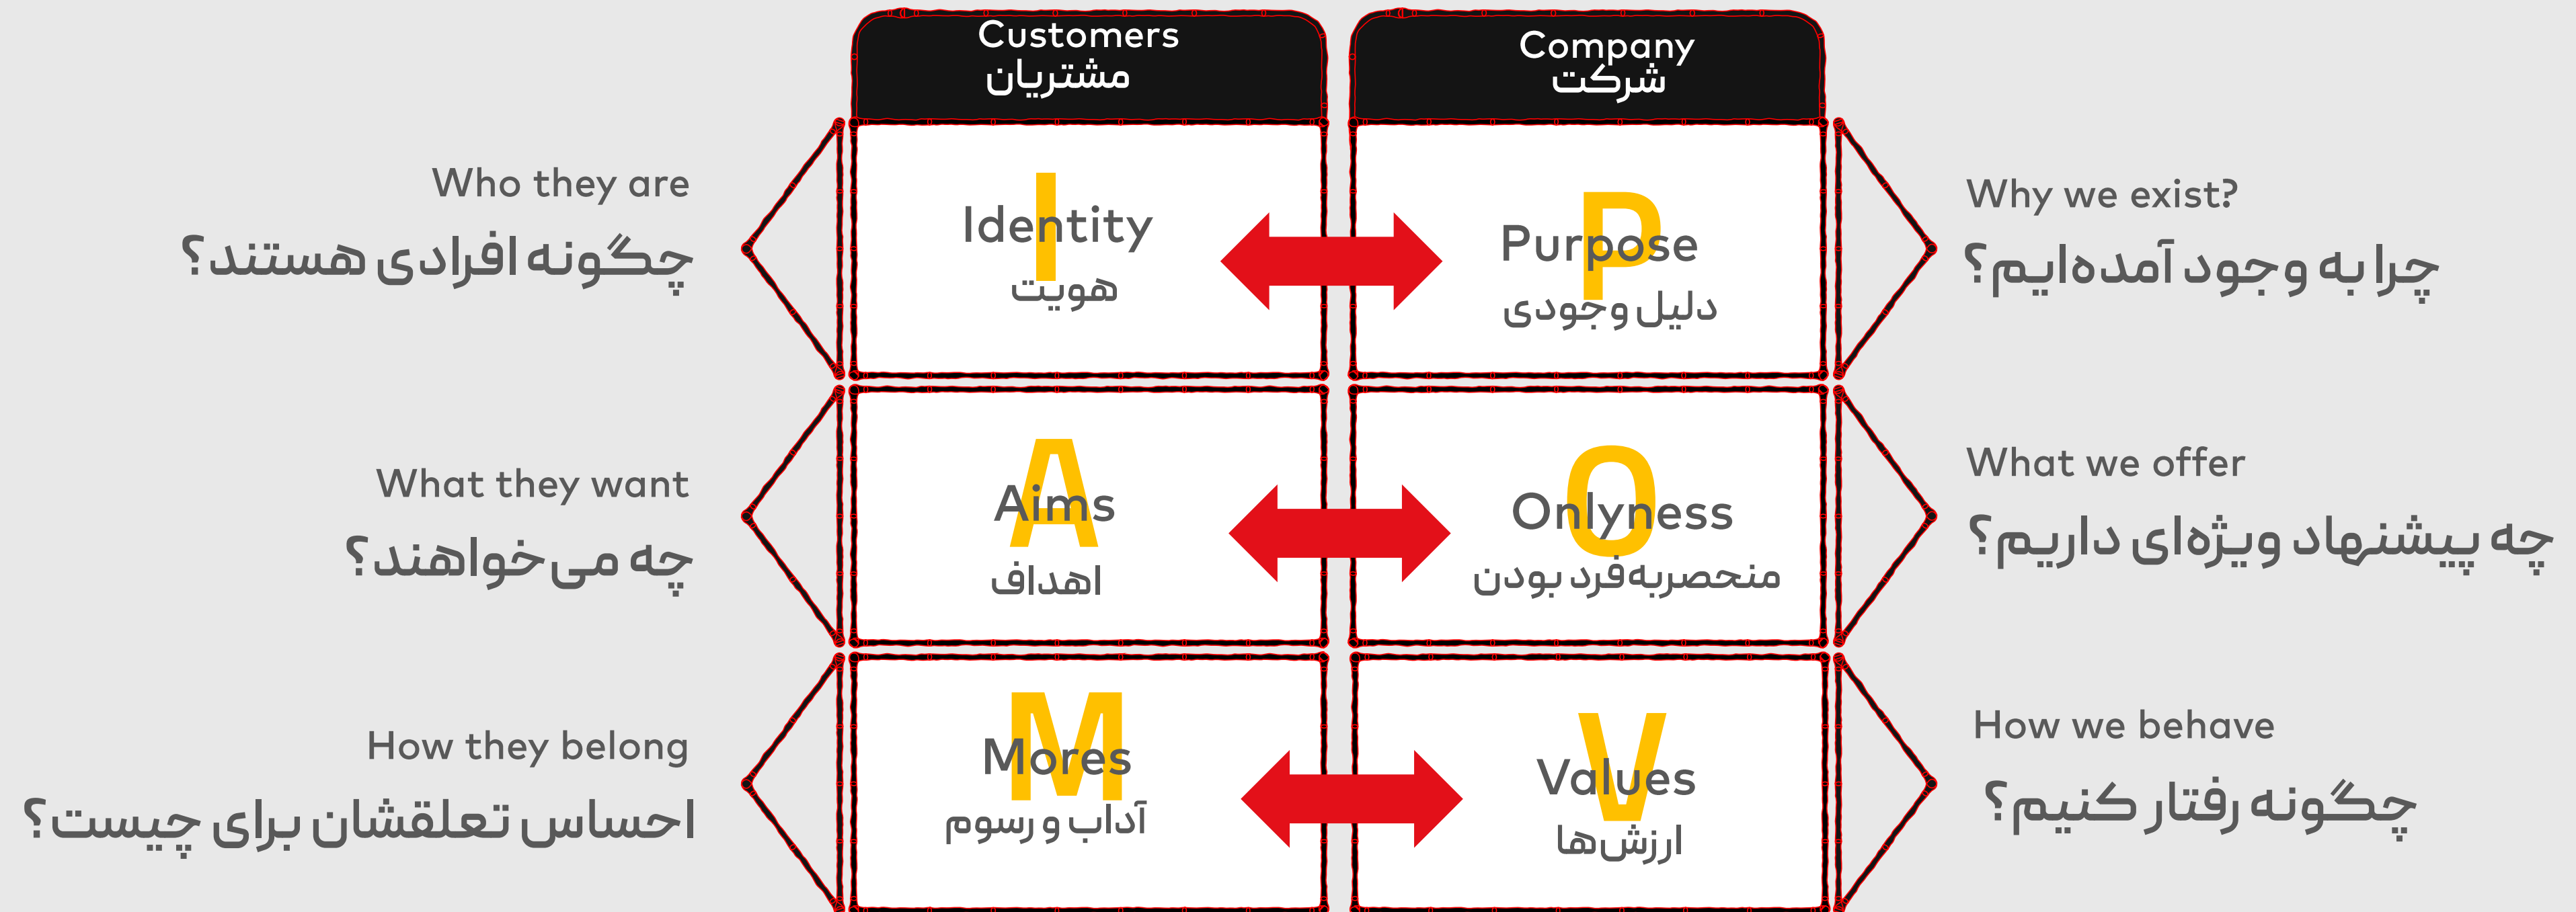 Customers
مشتریان
Company
شرکت
Who they are
چگونه افرادی هستند؟
I
Identity
هویت
P
Purpose
دلیل وجودی
Why we exist?
چرا به وجود آمده‌ایم؟
What they want
چه می‌خواهند؟
A
Aims
اهداف
O
Onlyness
منحصربه‌فرد بودن
What we offer
چه پیشنهاد ویژه‌ای داریم؟
How they belong
احساس تعلقشان برای چیست؟
M
Mores
آداب و رسوم
V
Values
ارزش‌ها
How we behave
چگونه رفتار کنیم؟